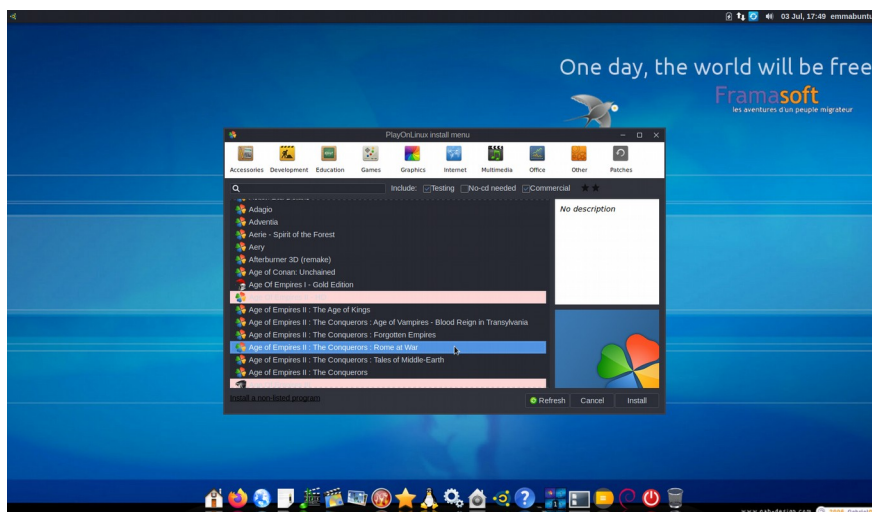 03 Jul, 17:49 emmabuntu
One day, the world will be free
Framasoft
les aventures d'un peuple migrateur
PlayOnLinux install menu
Accessories Development Education Games Graphics Internet Multimedia Office Other Patches
Include: Testing No-cd needed Commercial
Adagio
No description
Adventia
Aerie - Spirit of the Forest
Aery
Afterburner 3D (remake)
Age of Conan: Unchained
Age Of Empires I - Gold Edition
Age of Empires II : The Age of Kings
Age of Empires II : The Conquerors : Age of Vampires - Blood Reign in Transylvania
Age of Empires II : The Conquerors : Forgotten Empires
Age of Empires II : The Conquerors : Rome at War
Age of Empires II : The Conquerors : Tales of Middle-Earth
Age of Empires II : The Conquerors
Install a non-listed program
Refresh Cancel Install